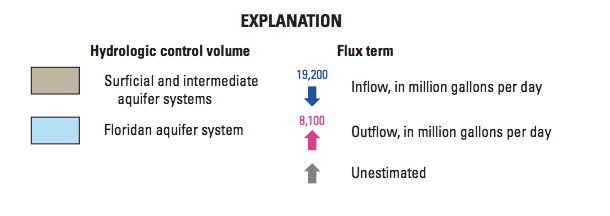 EXPLANATION
Hydrologic control volume
Surficial and intermediate
aquifer systems
Floridan aquifer system
Flux term
19,200
Inflow, in million gallons per day
8,100
Outflow, in million gallons per day
Unestimated